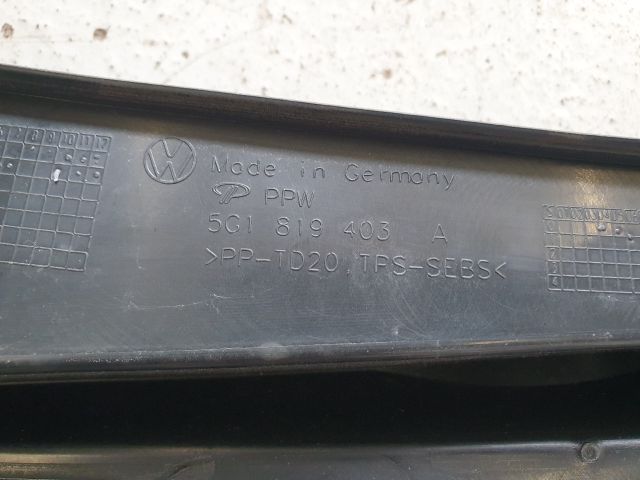 Made in Germany
PPW
5G1 819 403 A
>PP-TD20,TPS-SEBS<